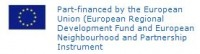 Part-financed by the European
Union (European Regional
Development Fund and European
Neighbourhood and Partnership
Instrument